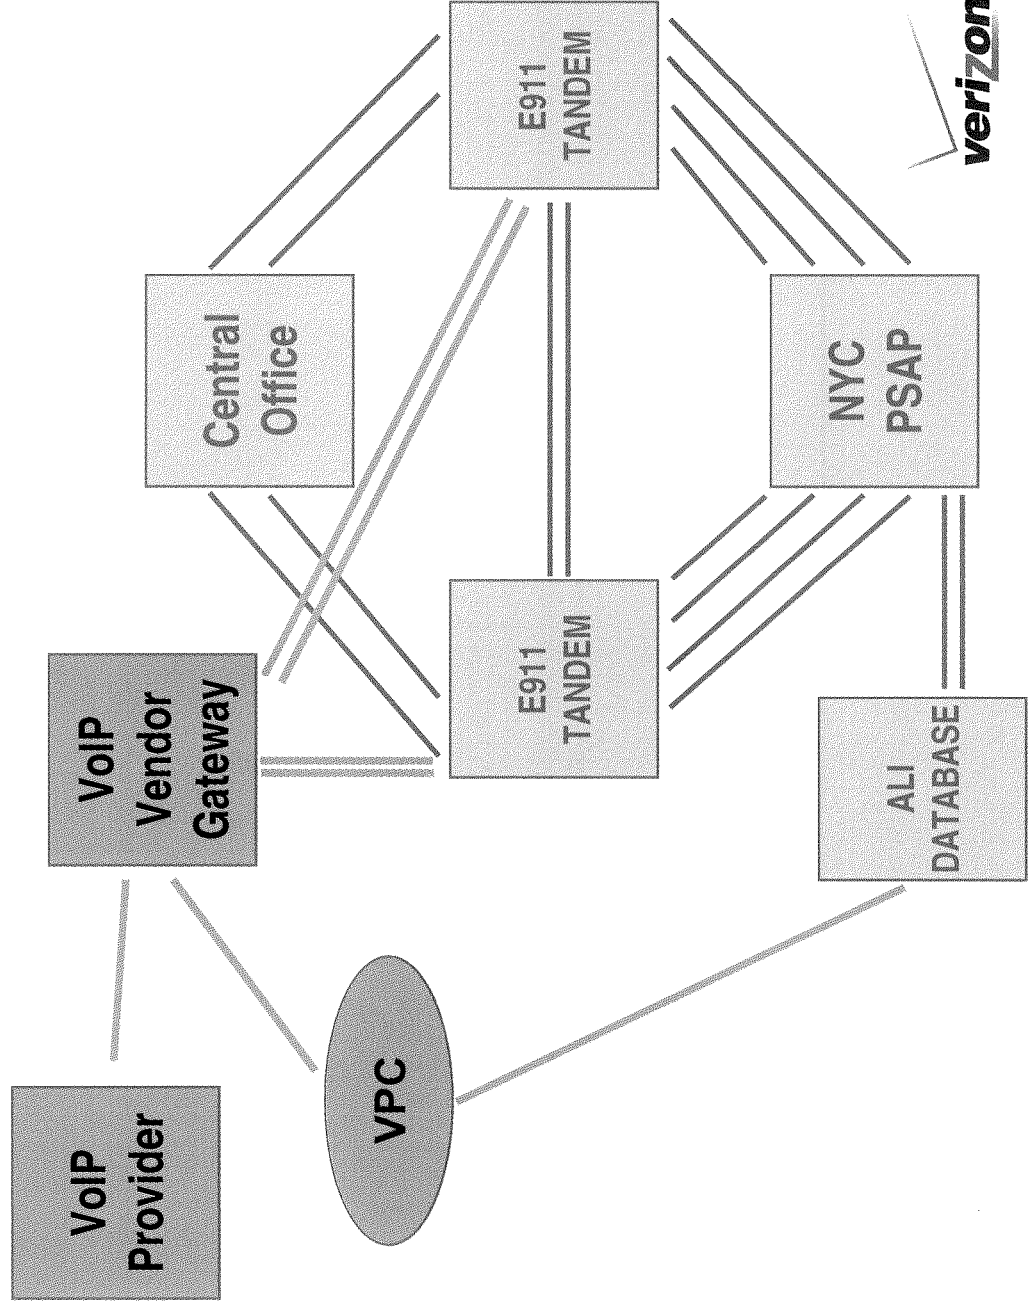 VoIP
Provider
VPC
VoIP
Vendor
Gateway
ALI
DATABASE
E911
TANDEM
Central
Office
NYC
PSAP
E911
TANDEM
verizon